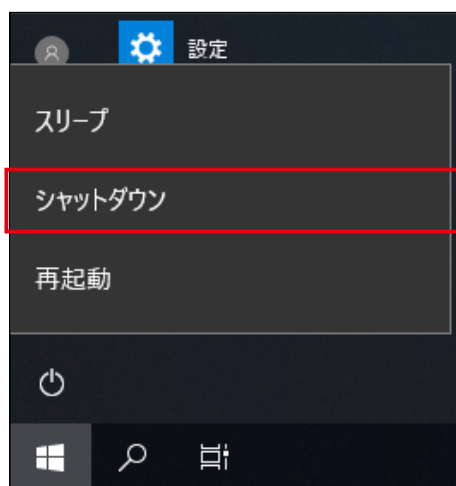 設定
スリープ
シャットダウン
再起動